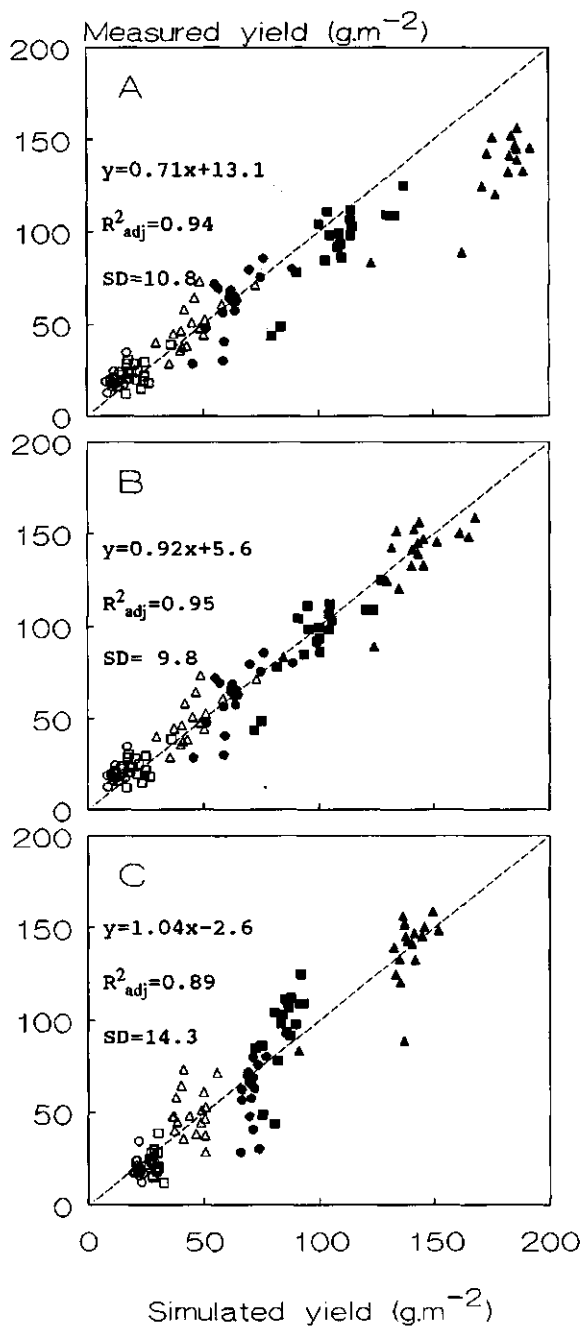 Measured yield (g.m⁻²)
200
A
150
y=0.71x+13.1
R²adj=0.94
100
SD=10.8
50
0
200
B
150
y=0.92x+5.6
R²adj=0.95
100
SD= 9.8
50
0
200
C
150
y=1.04x-2.6
R²adj=0.89
100
SD=14.3
50
0
0 50 100 150 200
Simulated yield (g.m⁻²)